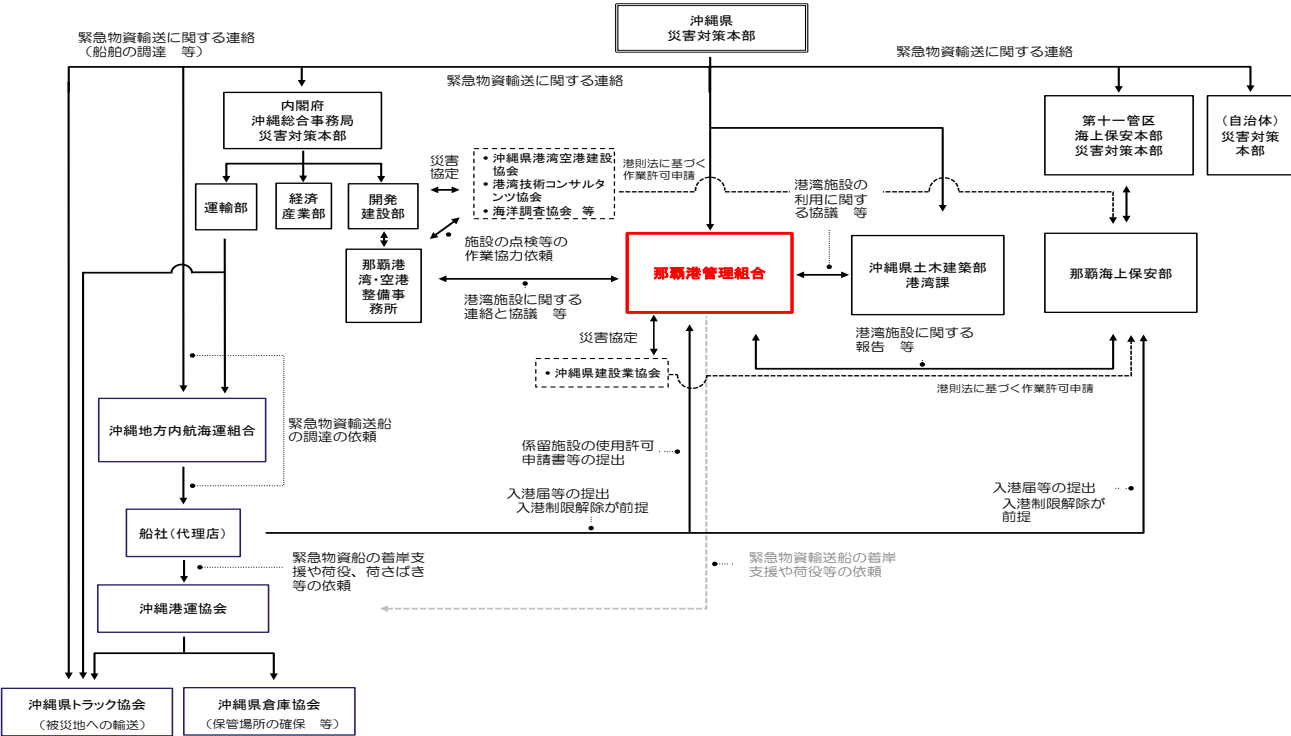 沖縄県
災害対策本部
緊急物資輸送に関する連絡
（船舶の調達　等）
緊急物資輸送に関する連絡
緊急物資輸送に関する連絡
内閣府
沖縄総合事務局
災害対策本部
第十一管区
海上保安本部
災害対策本部
（自治体）
災害対策
本部
運輸部
経済
産業部
開発
建設部
災害
協定
• 沖縄県港湾空港建設
協会
• 港湾技術コンサルタ
ンツ協会
• 海洋調査協会 等
港則法に基づく
作業許可申請
港湾施設の
利用に関す
る協議　等
施設の点検等の
作業協力依頼
那覇港
湾・空港
整備事
務所
港湾施設に関する
連絡と協議　等
那覇港管理組合
沖縄県土木建築部
港湾課
那覇海上保安部
災害協定
• 沖縄県建設業協会
港湾施設に関する
報告　等
港則法に基づく作業許可申請
沖縄地方内航海運組合
緊急物資輸送船
の調達の依頼
係留施設の使用許可
申請書等の提出
入港届等の提出
入港制限解除が前提
入港届等の提出
入港制限解除が
前提
船社（代理店）
緊急物資船の着岸支
援や荷役、荷さばき
等の依頼
緊急物資輸送船の着岸
支援や荷役等の依頼
沖縄港運協会
沖縄県トラック協会
（被災地への輸送）
沖縄県倉庫協会
（保管場所の確保　等）